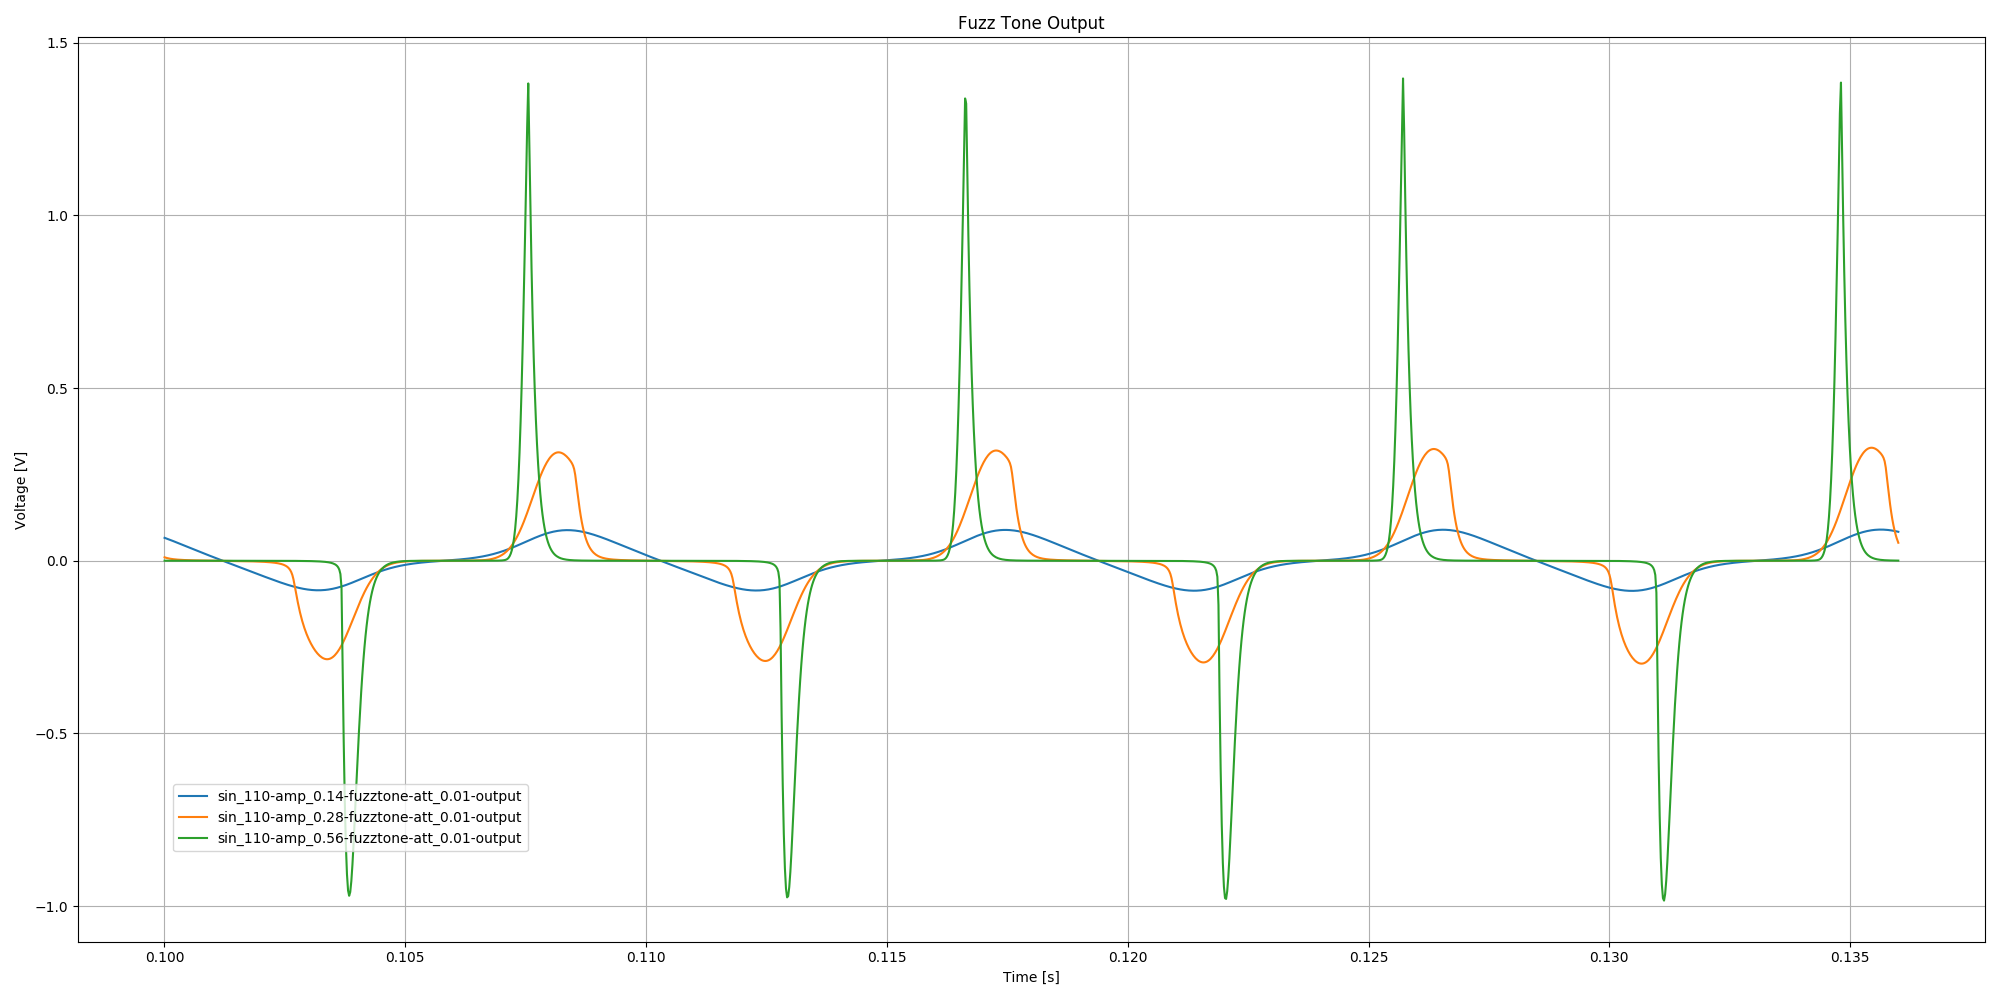 Fuzz Tone Output
1.5
1.0
0.5
0.0
−0.5
−1.0
Voltage [V]
sin_110-amp_0.14-fuzztone-att_0.01-output
sin_110-amp_0.28-fuzztone-att_0.01-output
sin_110-amp_0.56-fuzztone-att_0.01-output
0.100 0.105 0.110 0.115 0.120 0.125 0.130 0.135
Time [s]